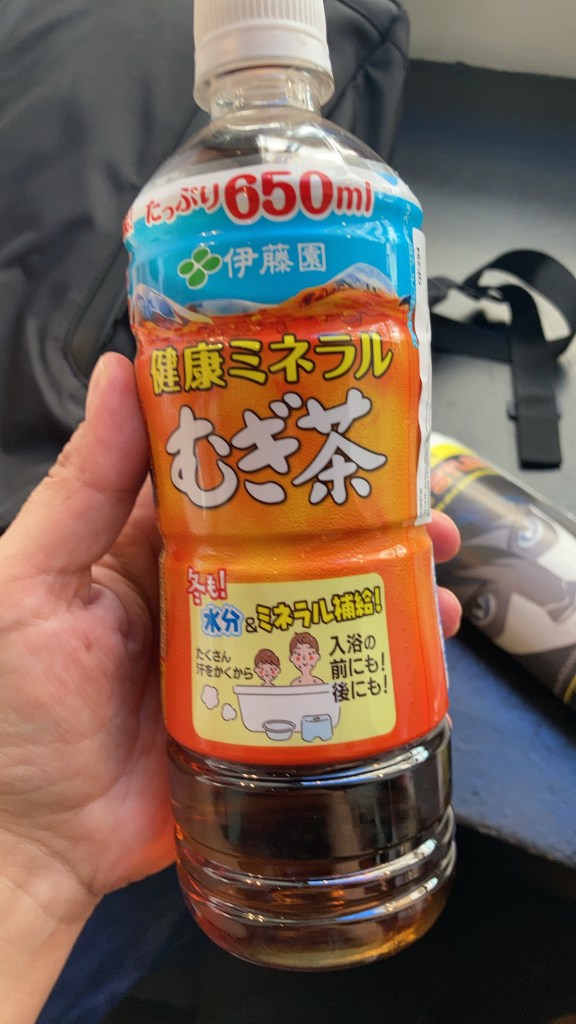 たっぷり650ml
伊藤園
健康ミネラル
むぎ茶
冬も!
水分&ミネラル補給!
たくさん
汗をかくから
入浴の
前にも!
後にも!